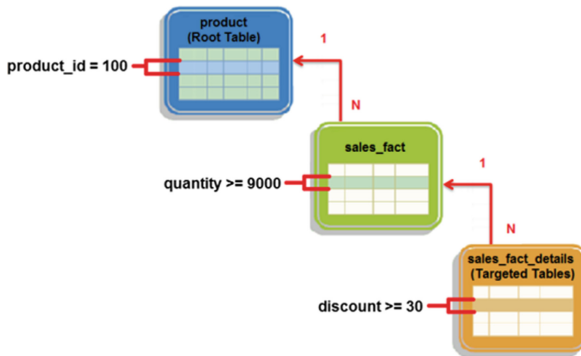 product
(Root Table)
1
product_id = 100
N
sales_fact
1
quantity >= 9000
N
sales_fact_details
(Targeted Tables)
discount >= 30